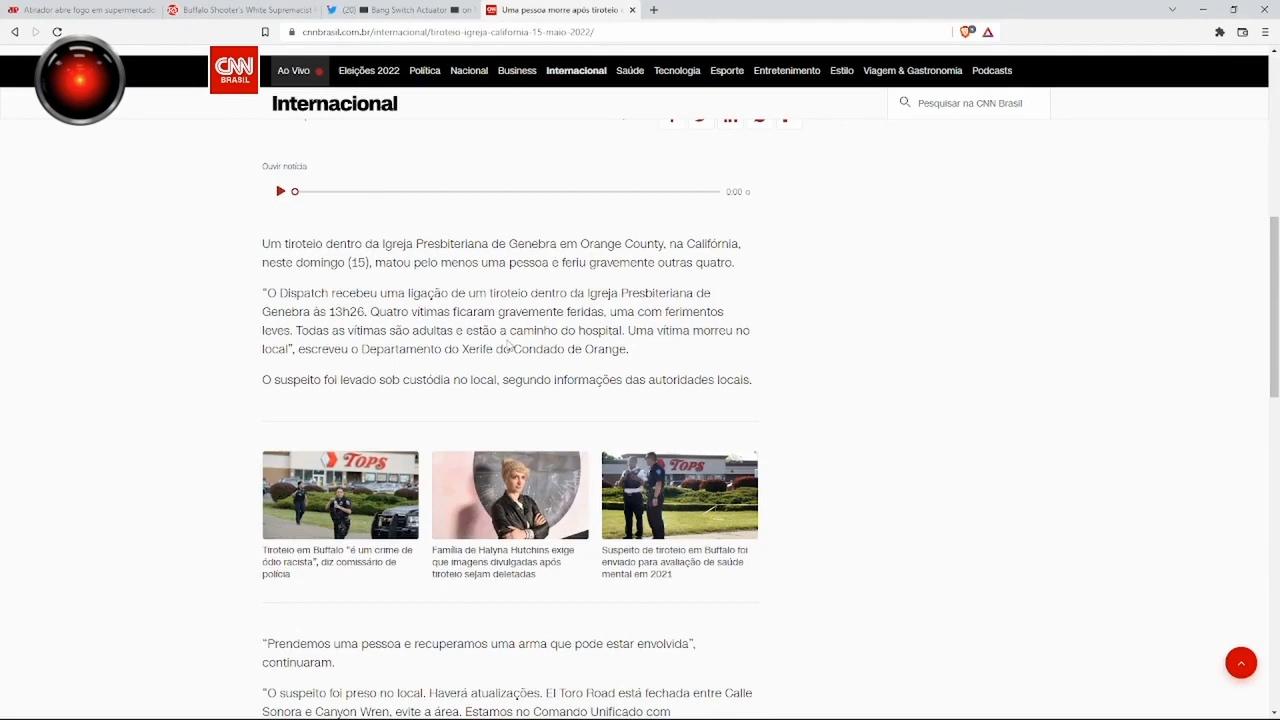 Atirador abre fogo em supermercado
Buffalo Shooter's White Supremacist
(20) Bang Switch Actuator on
Uma pessoa morre após tiroteio
cnnbrasil.com.br/internacional/tiroteio-igreja-california-15-maio-2022/
CNN
BRASIL
Ao Vivo
Eleições 2022
Política
Nacional
Business
Internacional
Saúde
Tecnologia
Esporte
Entretenimento
Estilo
Viagem & Gastronomia
Podcasts
Internacional
Pesquisar na CNN Brasil
Ouvir notícia
0:00
Um tiroteio dentro da Igreja Presbiteriana de Genebra em Orange County, na Califórnia,
neste domingo (15), matou pelo menos uma pessoa e feriu gravemente outras quatro.
"O Dispatch recebeu uma ligação de um tiroteio dentro da Igreja Presbiteriana de
Genebra às 13h26. Quatro vítimas ficaram gravemente feridas, uma com ferimentos
leves. Todas as vítimas são adultas e estão a caminho do hospital. Uma vítima morreu no
local", escreveu o Departamento do Xerife do Condado de Orange.
O suspeito foi levado sob custódia no local, segundo informações das autoridades locais.
TOPS
TOPS
Tiroteio em Buffalo "é um crime de
ódio racista", diz comissário de
polícia
Família de Halyna Hutchins exige
que imagens divulgadas após
tiroteio sejam deletadas
Suspeito de tiroteio em Buffalo foi
enviado para avaliação de saúde
mental em 2021
"Prendemos uma pessoa e recuperamos uma arma que pode estar envolvida",
continuaram.
"O suspeito foi preso no local. Haverá atualizações. El Toro Road está fechada entre Calle
Sonora e Canyon Wren, evite a área. Estamos no Comando Unificado com